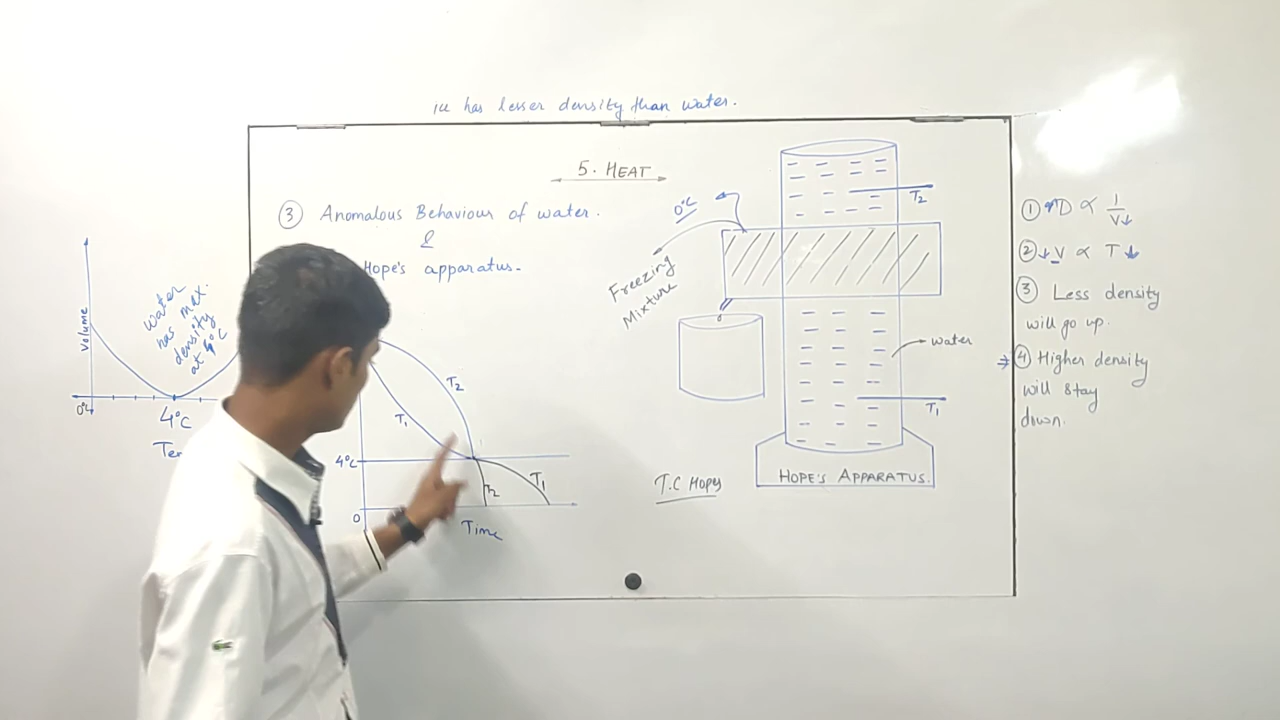 ice has lesser density than water.
5. HEAT
3 Anomalous Behaviour of water.
&
Hope's apparatus.
Volume
water
has max.
density
at 4°C
0°C
4°C
T2
T1
4°C
T1
T2
0
Time
0°C
Freezing
Mixture
T2
water
T1
HOPE'S APPARATUS.
T.C Hopes
1 ↑D ∝ 1/V↓
2 ↓V ∝ T↓
3 Less density
will go up.
⇒ 4 Higher density
will stay
down.